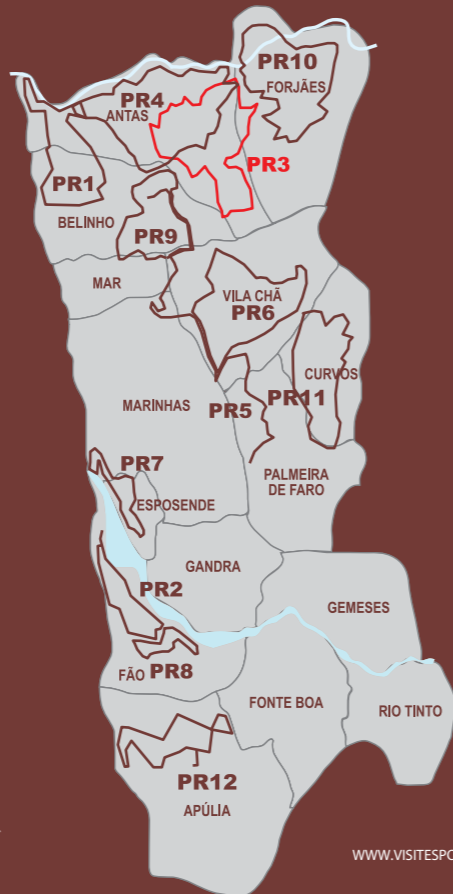 PR10
FORJÃES
PR4
ANTAS
PR3
PR1
BELINHO
PR9
MAR
VILA CHÃ
PR6
CURVOS
MARINHAS
PR5
PR11
PR7
PALMEIRA
DE FARO
ESPOSENDE
GANDRA
PR2
GEMESES
FÃO
PR8
FONTE BOA
RIO TINTO
PR12
APÚLIA
WWW.VISITESPO